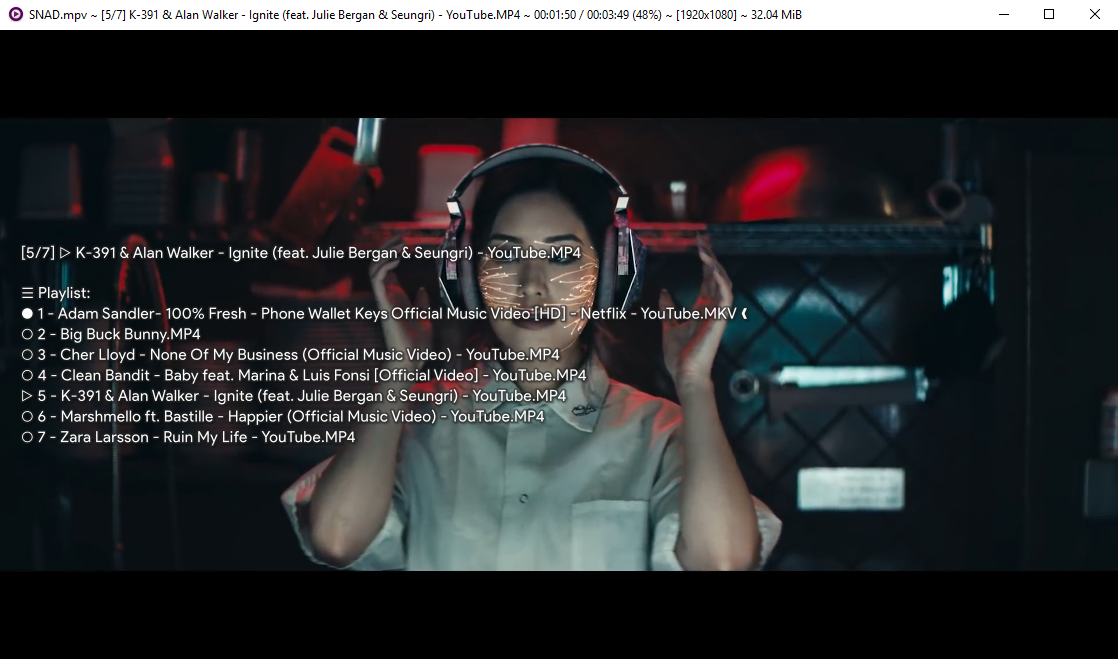 SNAD.mpv ~ [5/7] K-391 & Alan Walker - Ignite (feat. Julie Bergan & Seungri) - YouTube.MP4 ~ 00:01:50 / 00:03:49 (48%) ~ [1920x1080] ~ 32.04 MiB
[5/7] ▷ K-391 & Alan Walker - Ignite (feat. Julie Bergan & Seungri) - YouTube.MP4
☰ Playlist:
● 1 - Adam Sandler- 100% Fresh - Phone Wallet Keys Official Music Video [HD] - Netflix - YouTube.MKV ❰
○ 2 - Big Buck Bunny.MP4
○ 3 - Cher Lloyd - None Of My Business (Official Music Video) - YouTube.MP4
○ 4 - Clean Bandit - Baby feat. Marina & Luis Fonsi [Official Video] - YouTube.MP4
▷ 5 - K-391 & Alan Walker - Ignite (feat. Julie Bergan & Seungri) - YouTube.MP4
○ 6 - Marshmello ft. Bastille - Happier (Official Music Video) - YouTube.MP4
○ 7 - Zara Larsson - Ruin My Life - YouTube.MP4